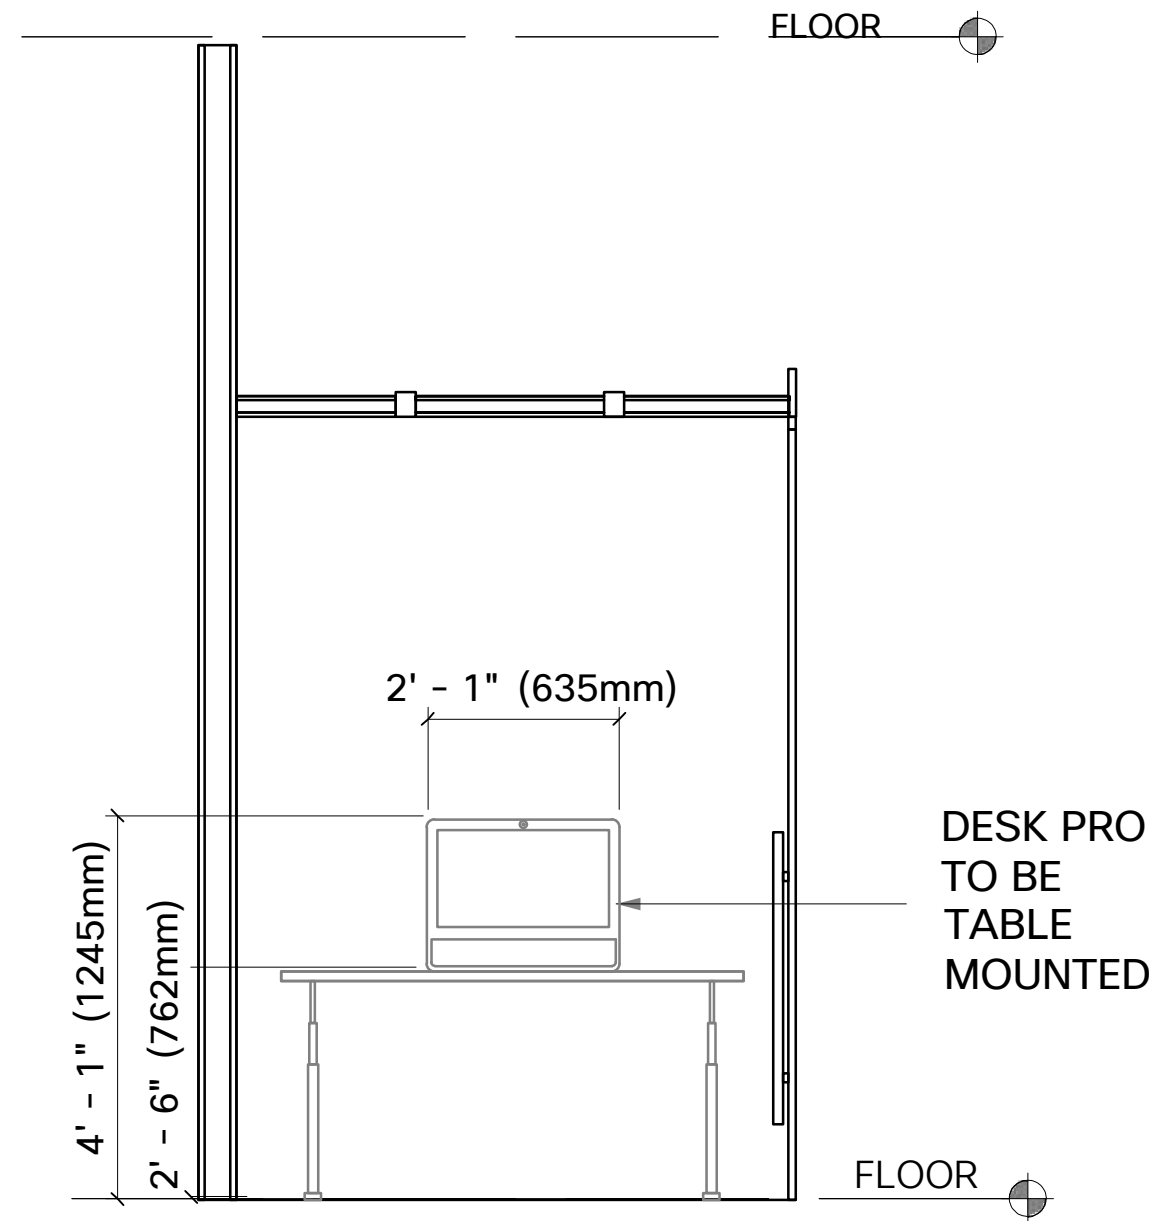 FLOOR
2' - 1" (635mm)
DESK PRO
TO BE
TABLE
MOUNTED
4' - 1" (1245mm)
2' - 6" (762mm)
FLOOR